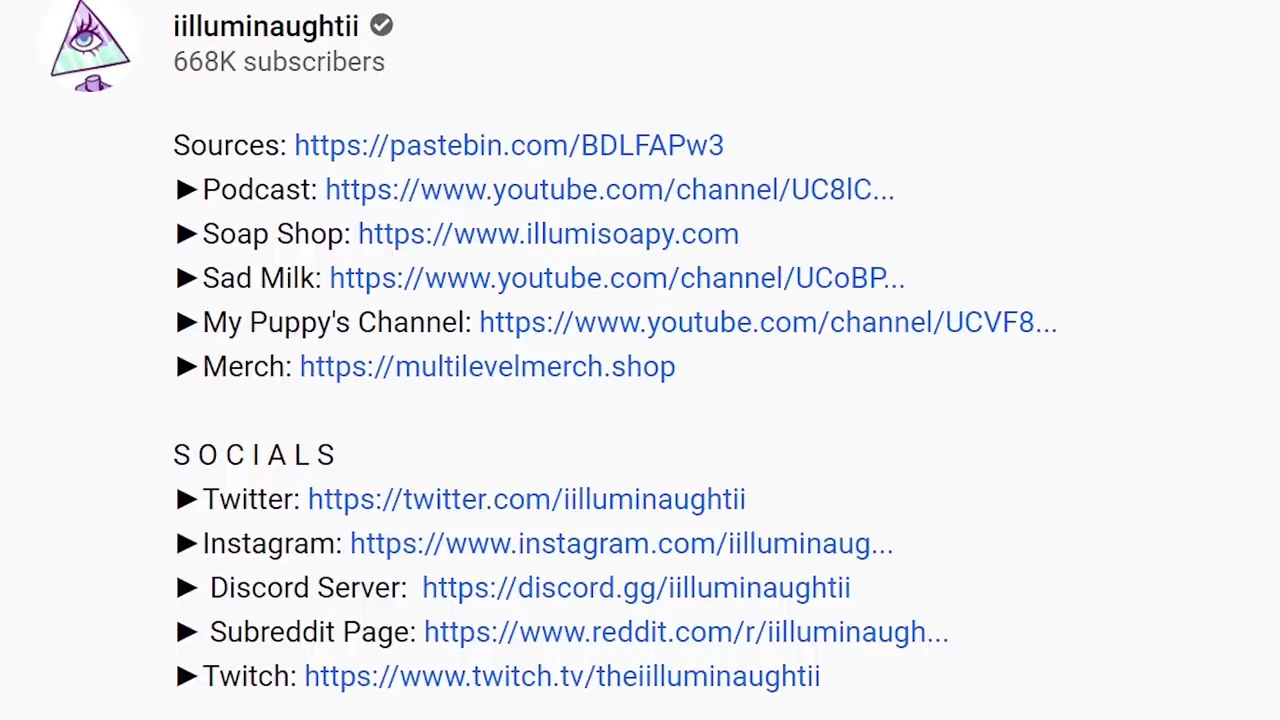 iilluminaughtii
668K subscribers
Sources: https://pastebin.com/BDLFAPw3
►Podcast: https://www.youtube.com/channel/UC8lC...
►Soap Shop: https://www.illumisoapy.com
►Sad Milk: https://www.youtube.com/channel/UCoBP...
►My Puppy's Channel: https://www.youtube.com/channel/UCVF8...
►Merch: https://multilevelmerch.shop
S O C I A L S
►Twitter: https://twitter.com/iilluminaughtii
►Instagram: https://www.instagram.com/iilluminaug...
► Discord Server:  https://discord.gg/iilluminaughtii
► Subreddit Page: https://www.reddit.com/r/iilluminaugh...
►Twitch: https://www.twitch.tv/theiilluminaughtii